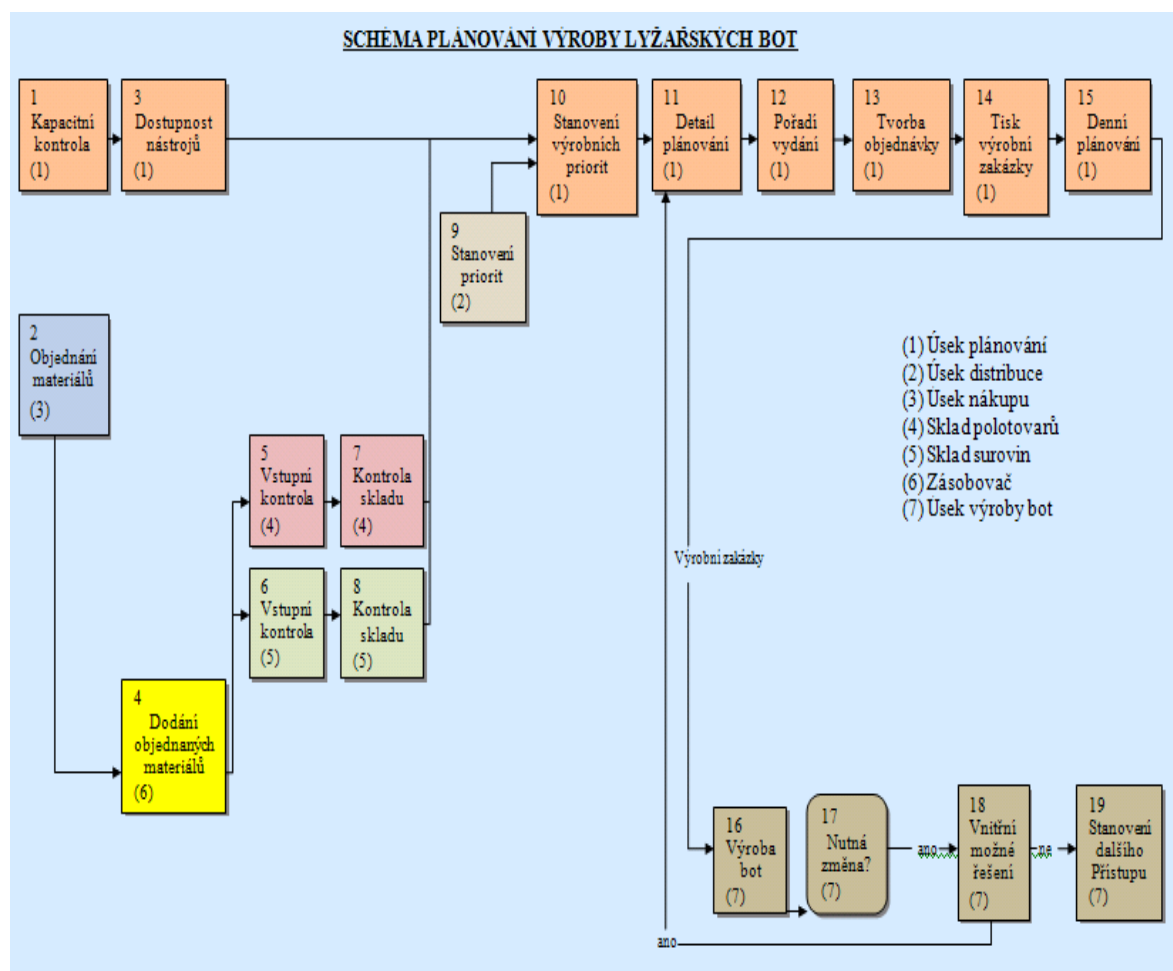 SCHÉMA PLÁNOVÁNÍ VÝROBY LYŽAŘSKÝCH BOT
1
Kapacitní
kontrola
(1)
3
Dostupnost
nástrojů
(1)
10
Stanovení
výrobních
priorit
(1)
11
Detail
plánování
(1)
12
Pořadí
vydání
(1)
13
Tvorba
objednávky
(1)
14
Tisk
výrobní
zakázky
(1)
15
Denní
plánování
(1)
9
Stanovení
priorit
(2)
2
Objednání
materiálů
(3)
(1) Úsek plánování
(2) Úsek distribuce
(3) Úsek nákupu
(4) Sklad polotovarů
(5) Sklad surovin
(6) Zásobovač
(7) Úsek výroby bot
5
Vstupní
kontrola
(4)
7
Kontrola
skladu
(4)
6
Vstupní
kontrola
(5)
8
Kontrola
skladu
(5)
Výrobní zakázky
4
Dodání
objednaných
materiálů
(6)
16
Výroba
bot
(7)
17
Nutná
změna?
(7)
ano
18
Vnitřní
možné
řešení
(7)
ne
19
Stanovení
dalšího
Přístupu
(7)
ano